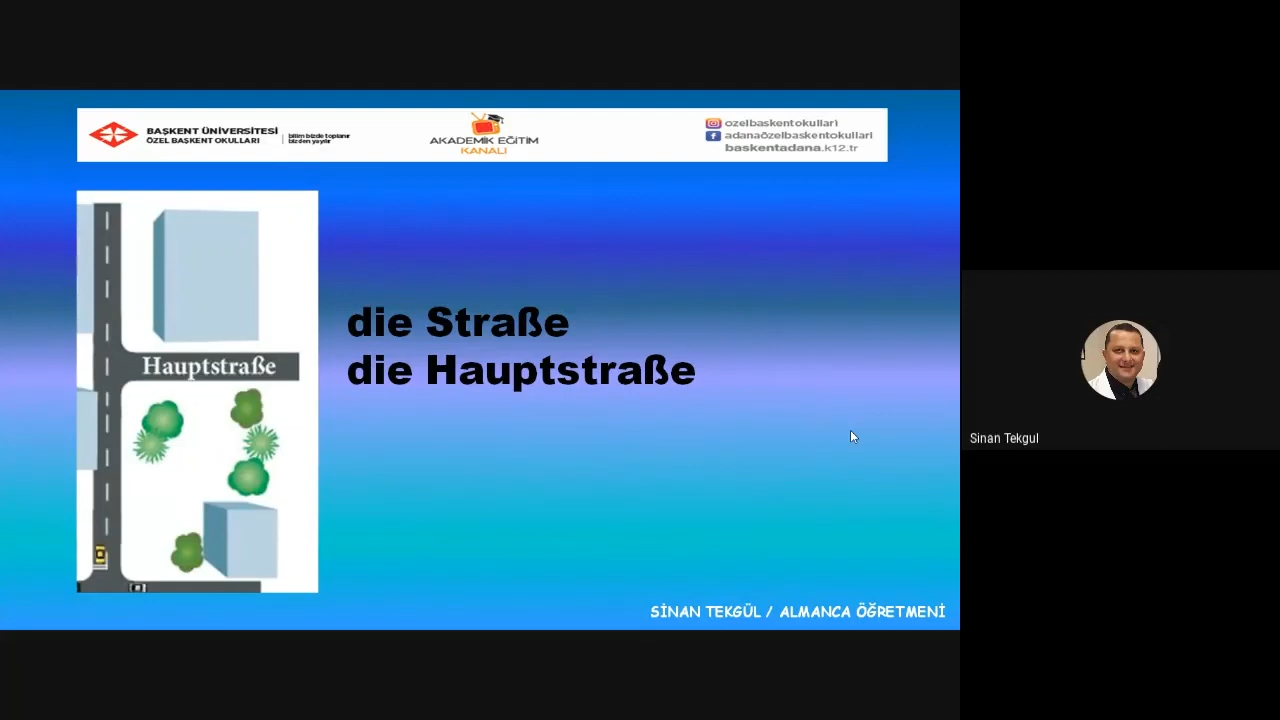 BAŞKENT ÜNİVERSİTESİ
ÖZEL BAŞKENT OKULLARI
bilim bizde toplanır
bizden yayılır
AKADEMİK EĞİTİM
KANALI
ozelbaskentokullari
adanaözelbaskentokullari
baskentadana.k12.tr
Hauptstraße
die Straße
die Hauptstraße
SİNAN TEKGÜL / ALMANCA ÖĞRETMENİ
Sinan Tekgul